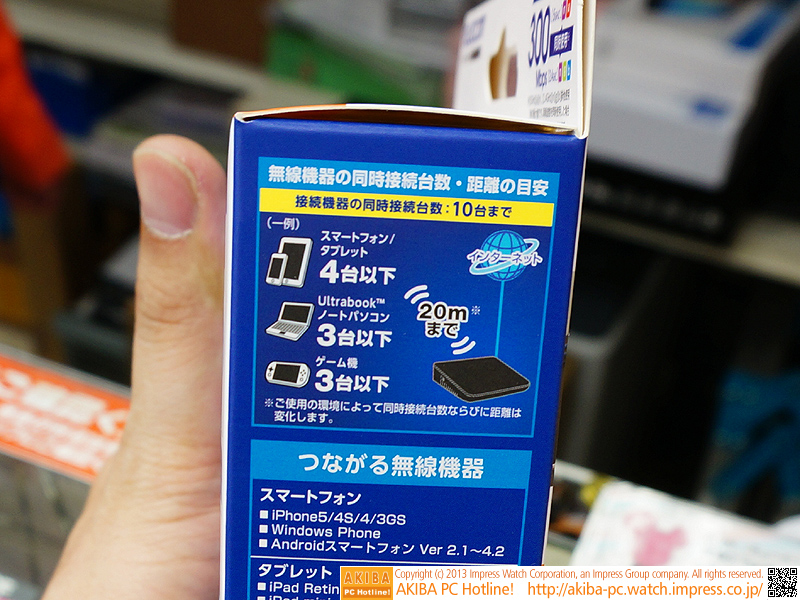 300
Mbps
無線機器の同時接続台数・距離の目安
接続機器の同時接続台数:10台まで
(一例)
スマートフォン/
タブレット
4台以下
Ultrabook™
ノートパソコン
3台以下
ゲーム機
3台以下
インターネット
20m※
まで
※ご使用の環境によって同時接続台数ならびに距離は
変化します。
つながる無線機器
スマートフォン
■iPhone5/4S/4/3GS
■Windows Phone
■Androidスマートフォン Ver 2.1～4.2
タブレット
■iPad Retin
AKIBA
PC Hotline!
Copyright (c) 2013 Impress Watch Corporation, an Impress Group company. All rights reserved.
AKIBA PC Hotline! http://akiba-pc.watch.impress.co.jp/